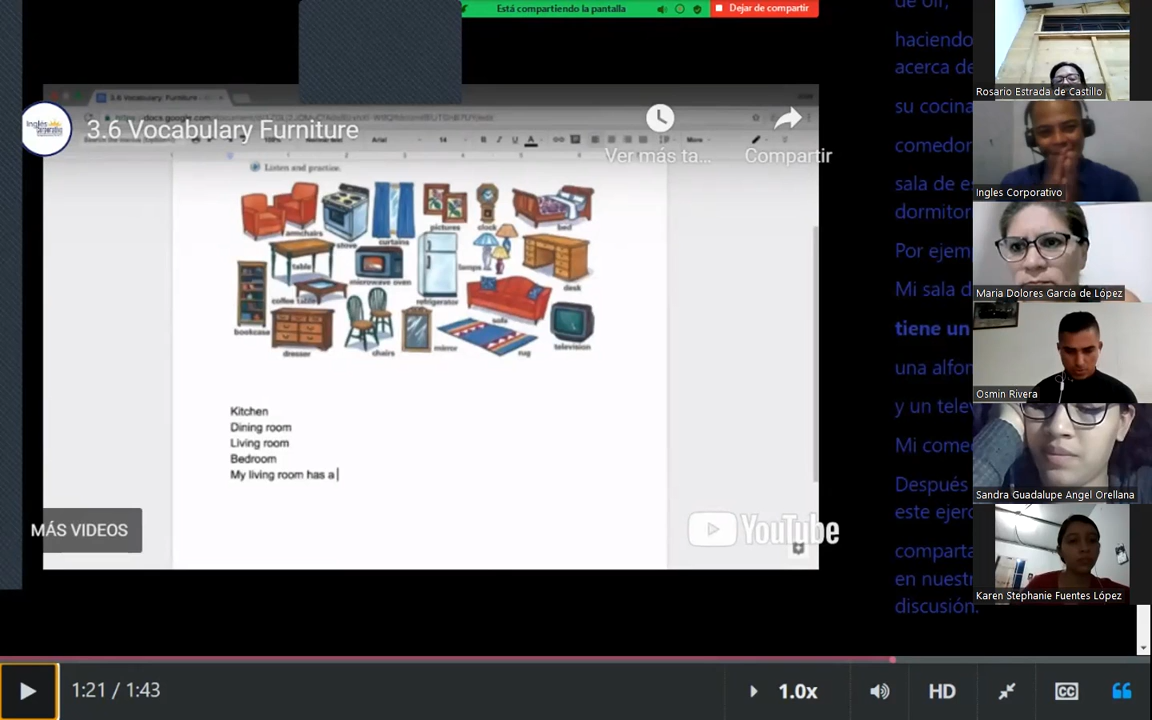 Está compartiendo la pantalla
Dejar de compartir
3.6 Vocabulary Furniture
Ver más ta...
Compartir
Listen and practice.
armchairs
stove
curtains
pictures
clock
bed
table
microwave oven
refrigerator
lamps
desk
coffee table
sofa
bookcase
dresser
chairs
mirror
rug
television
Kitchen
Dining room
Living room
Bedroom
My living room has a
MÁS VIDEOS
YouTube
de oír,
haciendo
acerca de
su cocina
comedor
sala de e
dormitor
Por ejem
Mi sala d
tiene un
una alfor
y un tele
Mi come
Después
este ejer
comparta
en nuestr
discusión.
Rosario Estrada de Castillo
Ingles Corporativo
Maria Dolores García de López
Osmin Rivera
Sandra Guadalupe Angel Orellana
Karen Stephanie Fuentes López
1:21 / 1:43
1.0x
HD
CC